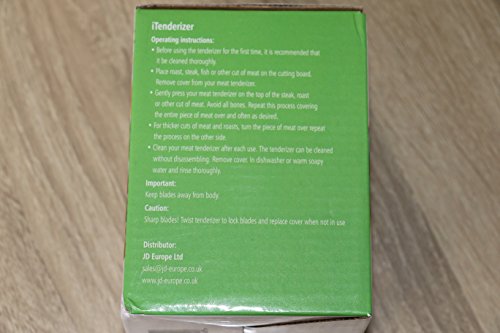 iTenderizer
Operating instructions:
• Before using the tenderizer for the first time, it is recommended that
it be cleaned thoroughly.
• Place roast, steak, fish or other cut of meat on the cutting board.
Remove cover from your meat tenderizer.
• Gently press your meat tenderizer on the top of the steak, roast
or other cut of meat. Avoid all bones. Repeat this process covering
the entire piece of meat over and often as desired.
• For thicker cuts of meat and roasts, turn the piece of meat over repeat
the process on the other side.
• Clean your meat tenderizer after each use. The tenderizer can be cleaned
without disassembling. Remove cover. In dishwasher or warm soapy
water and rinse thoroughly.
Important:
Keep blades away from body.
Caution:
Sharp blades! Twist tenderizer to lock blades and replace cover when not in use
Distributor:
JD Europe Ltd
sales@jd-europe.co.uk
www.jd-europe.co.uk